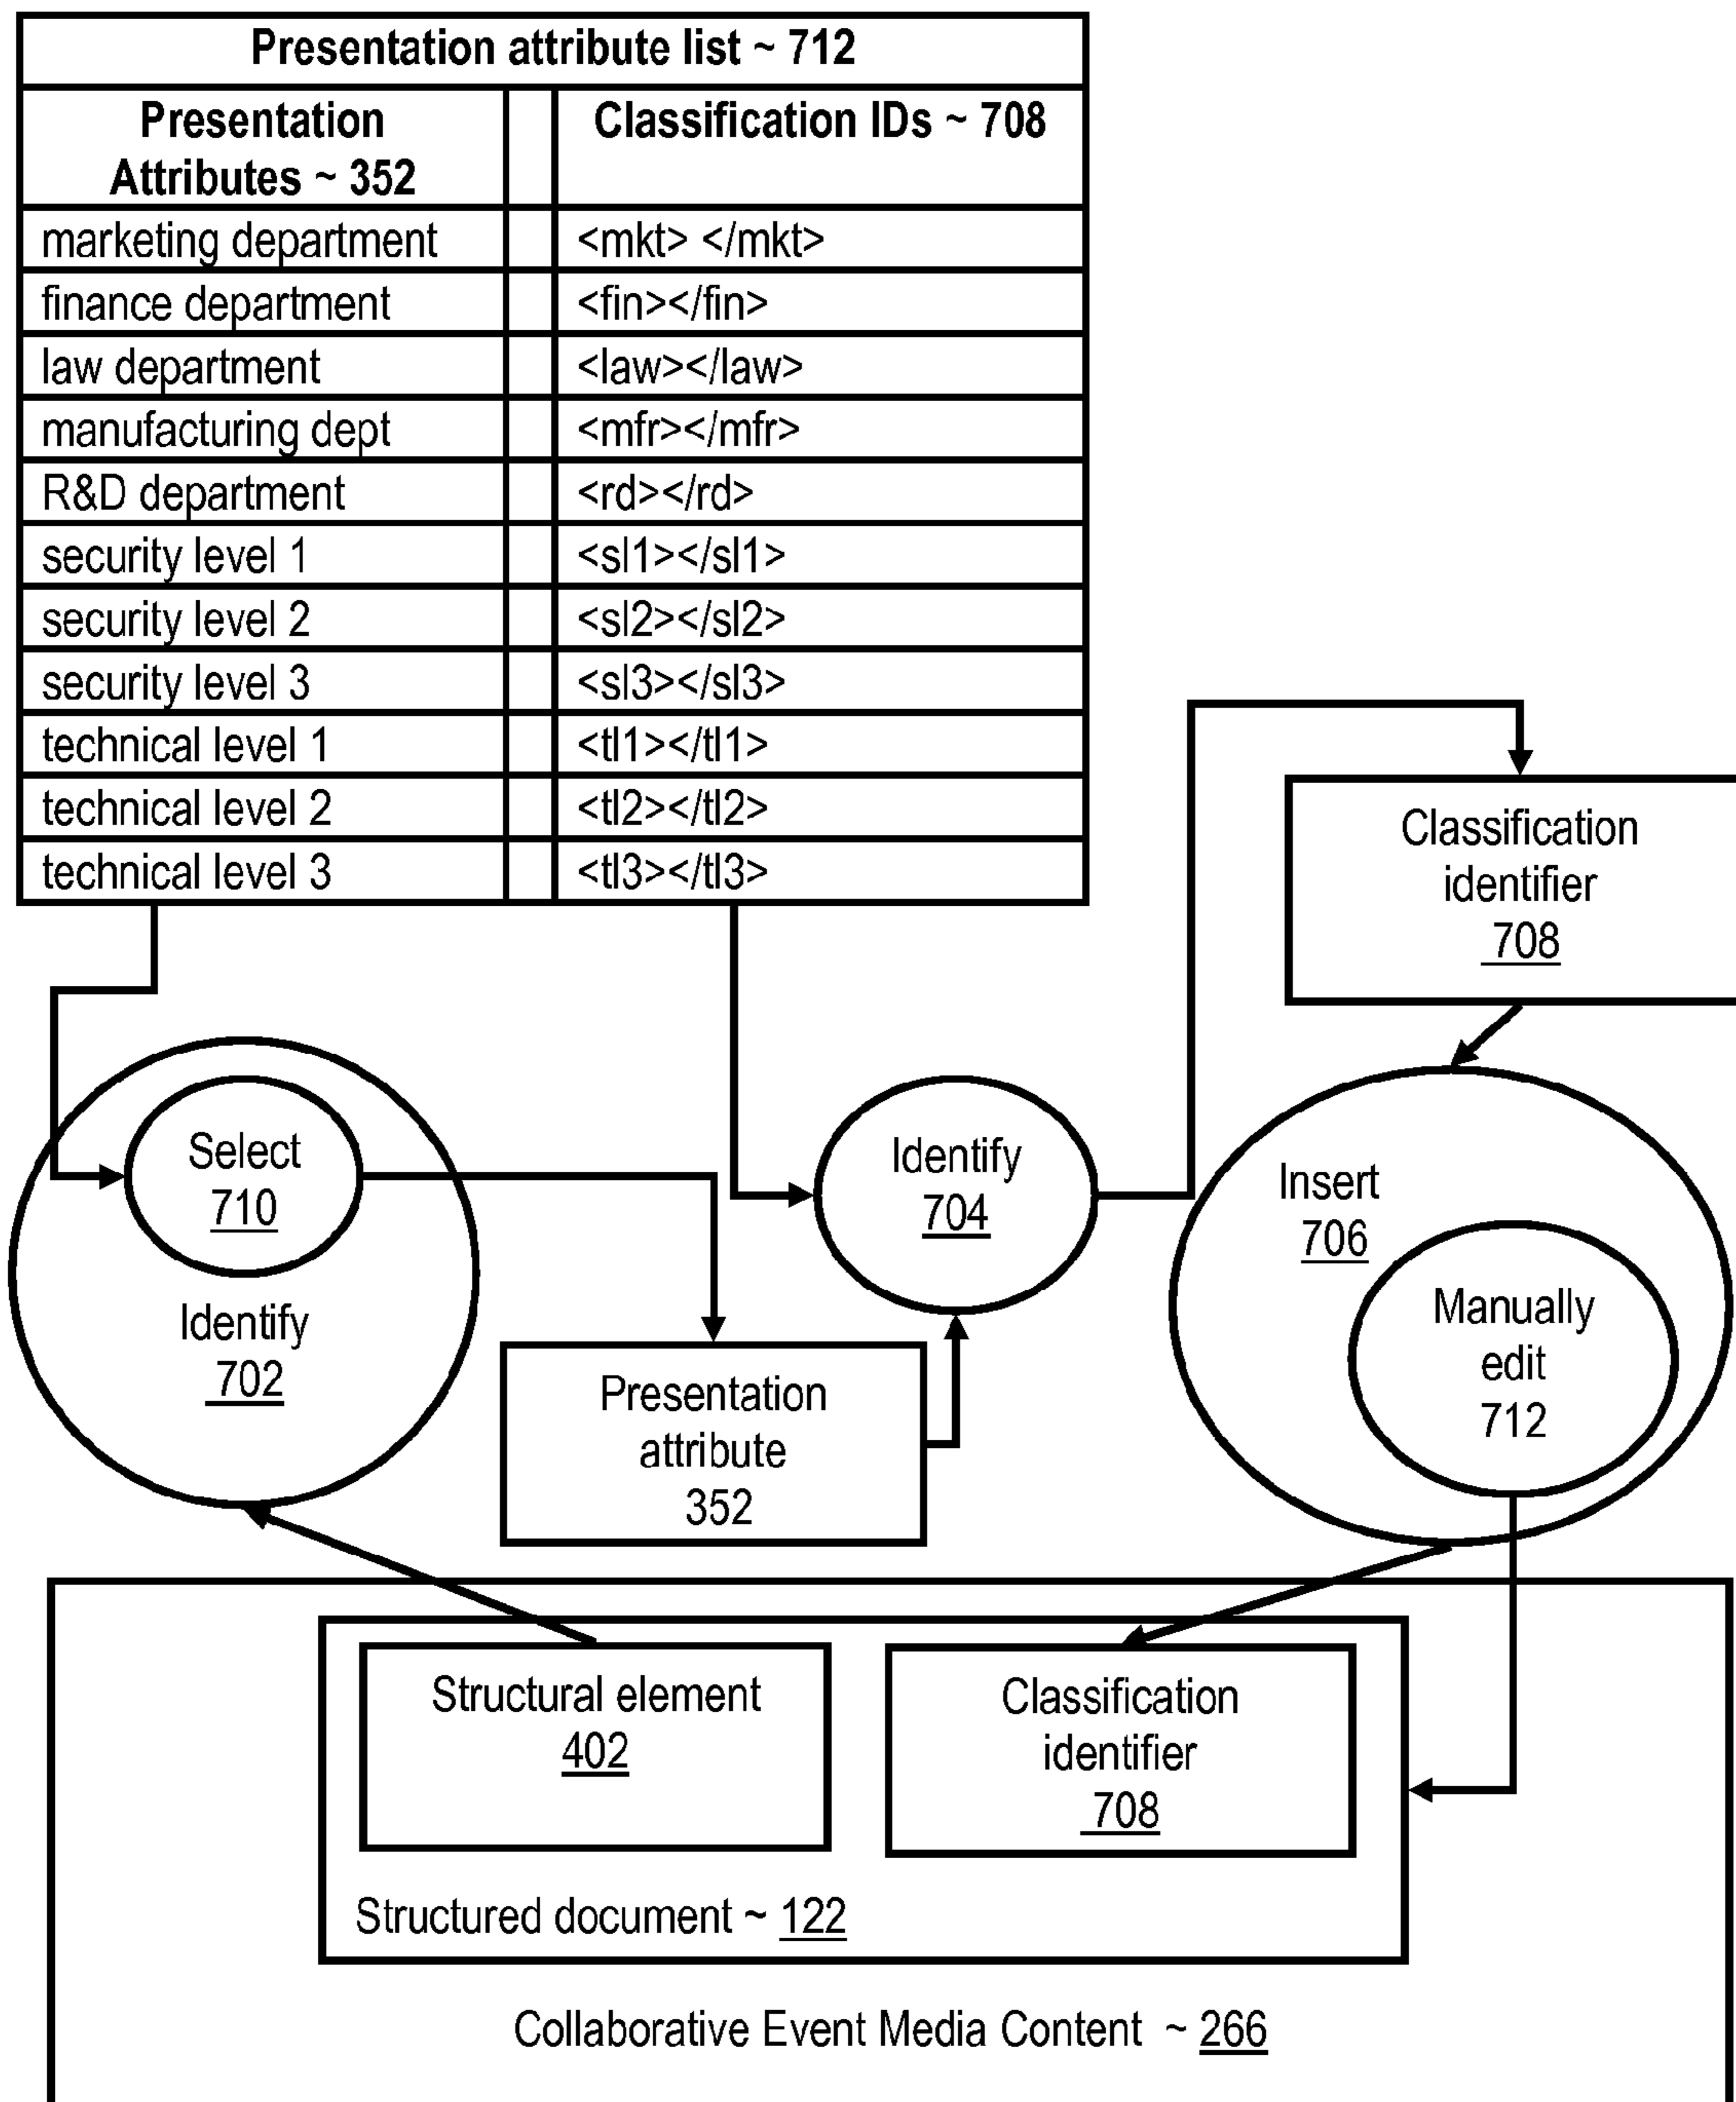 Presentation attribute list ~ 712
Presentation
Attributes ~ 352
Classification IDs ~ 708
marketing department <mkt> </mkt>
finance department <fin></fin>
law department <law></law>
manufacturing dept <mfr></mfr>
R&D department <rd></rd>
security level 1 <sl1></sl1>
security level 2 <sl2></sl2>
security level 3 <sl3></sl3>
technical level 1 <tl1></tl1>
technical level 2 <tl2></tl2>
technical level 3 <tl3></tl3>
Classification
identifier
708
Select
710
Identify
702
Presentation
attribute
352
Identify
704
Insert
706
Manually
edit
712
Structural element
402
Classification
identifier
708
Structured document ~ 122
Collaborative Event Media Content ~ 266